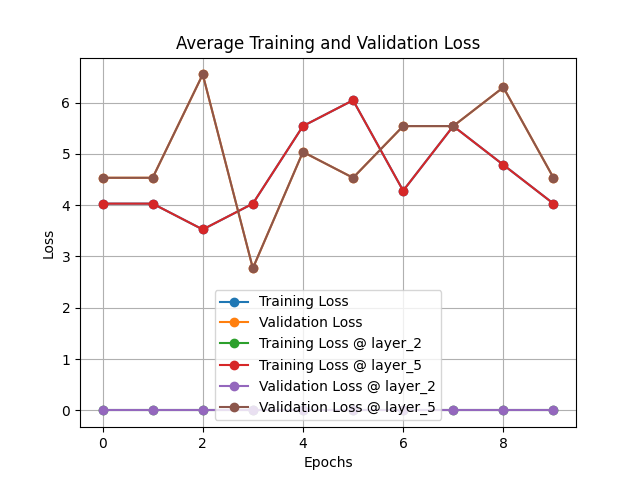 Average Training and Validation Loss
6
5
4
3
2
1
0
Loss
Training Loss
Validation Loss
Training Loss @ layer_2
Training Loss @ layer_5
Validation Loss @ layer_2
Validation Loss @ layer_5
0 2 4 6 8
Epochs